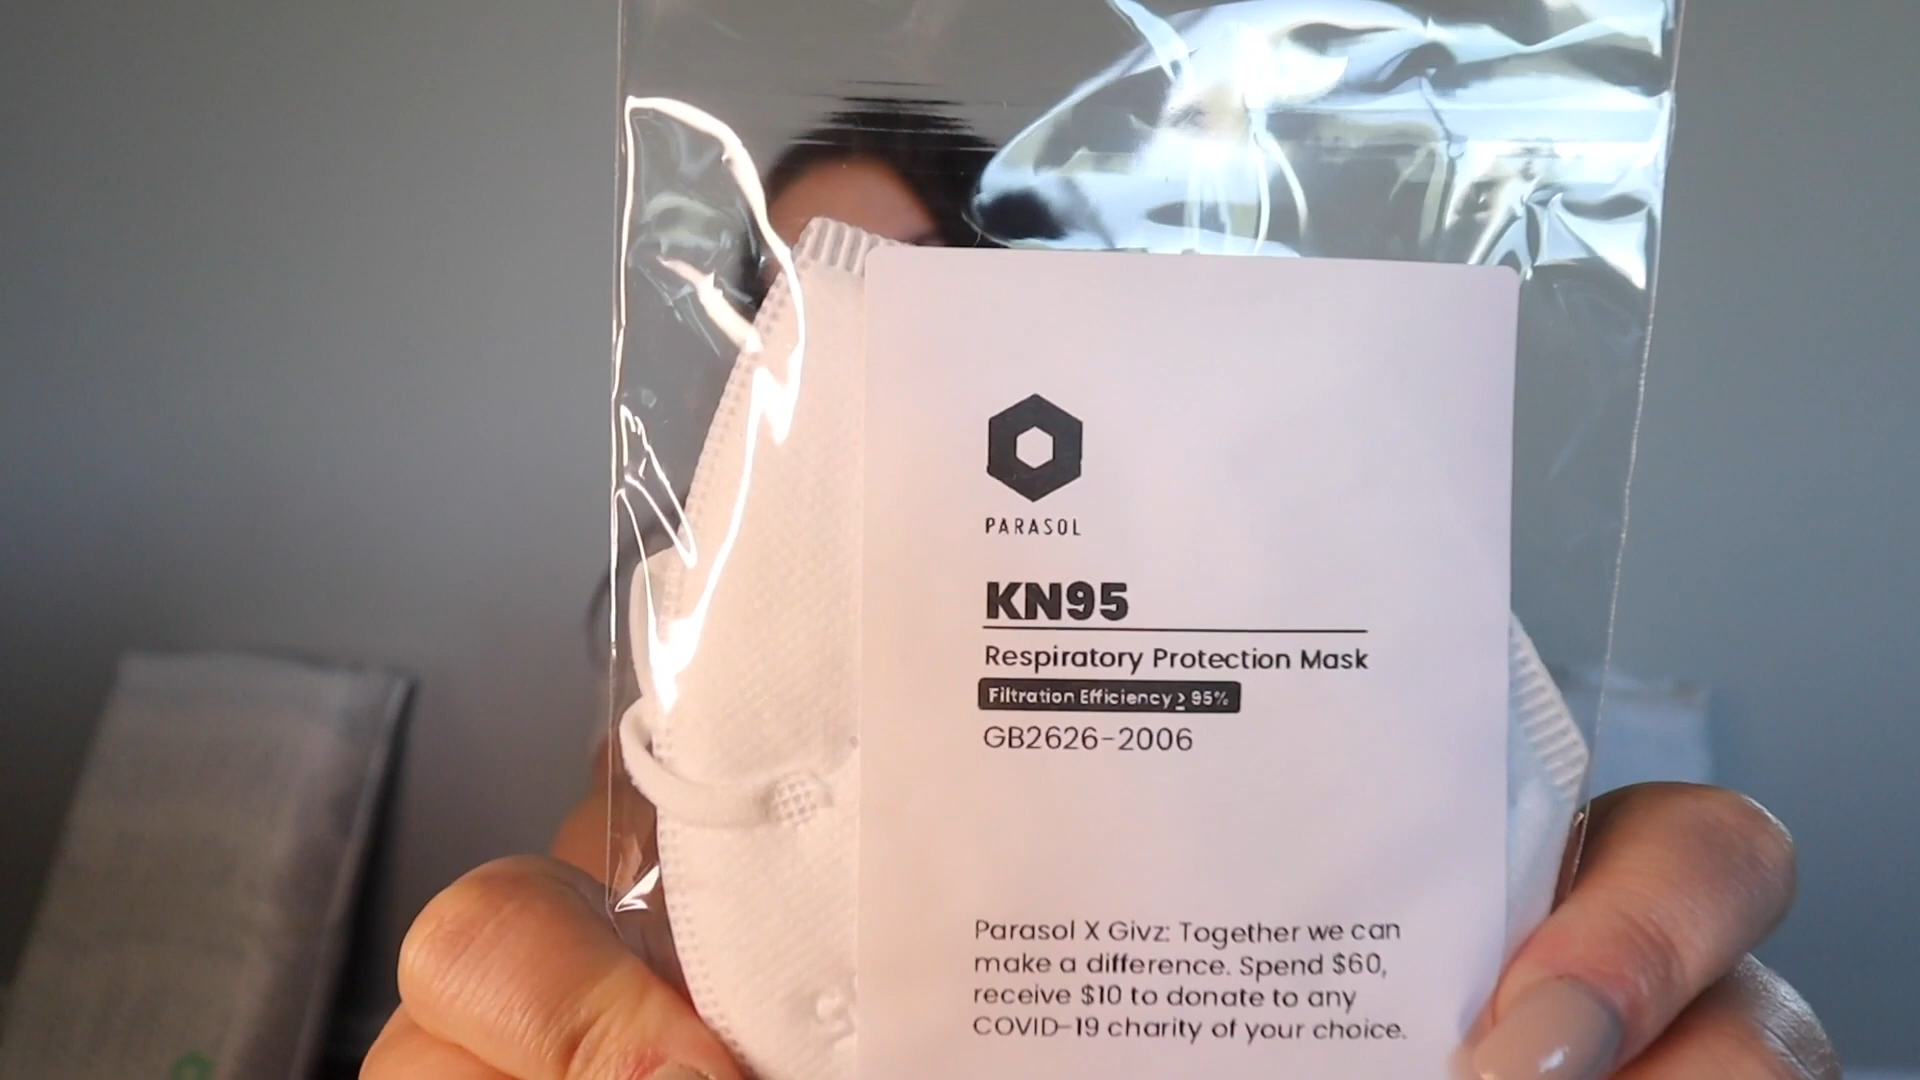 PARASOL
KN95
Respiratory Protection Mask
Filtration Efficiency ≥ 95%
GB2626-2006
Parasol X Givz: Together we can
make a difference. Spend $60,
receive $10 to donate to any
COVID-19 charity of your choice.